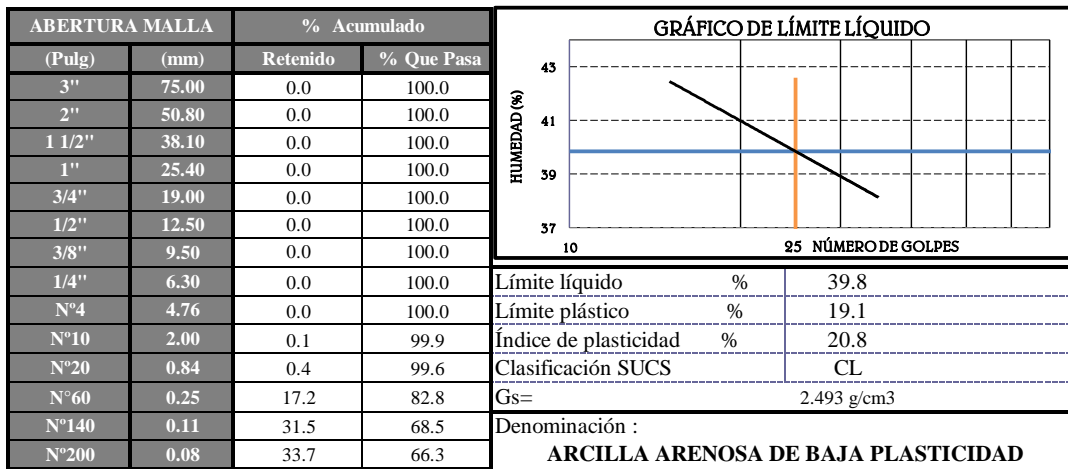 ABERTURA MALLA % Acumulado
(Pulg) (mm) Retenido % Que Pasa
3'' 75.00 0.0 100.0
2'' 50.80 0.0 100.0
1 1/2'' 38.10 0.0 100.0
1'' 25.40 0.0 100.0
3/4'' 19.00 0.0 100.0
1/2'' 12.50 0.0 100.0
3/8'' 9.50 0.0 100.0
1/4'' 6.30 0.0 100.0
Nº4 4.76 0.0 100.0
Nº10 2.00 0.1 99.9
Nº20 0.84 0.4 99.6
N°60 0.25 17.2 82.8
Nº140 0.11 31.5 68.5
Nº200 0.08 33.7 66.3
GRÁFICO DE LÍMITE LÍQUIDO
HUMEDAD (%)
43
41
39
37
10 25 NÚMERO DE GOLPES
Límite líquido % 39.8
Límite plástico % 19.1
Índice de plasticidad % 20.8
Clasificación SUCS CL
Gs= 2.493 g/cm3
Denominación :
ARCILLA ARENOSA DE BAJA PLASTICIDAD